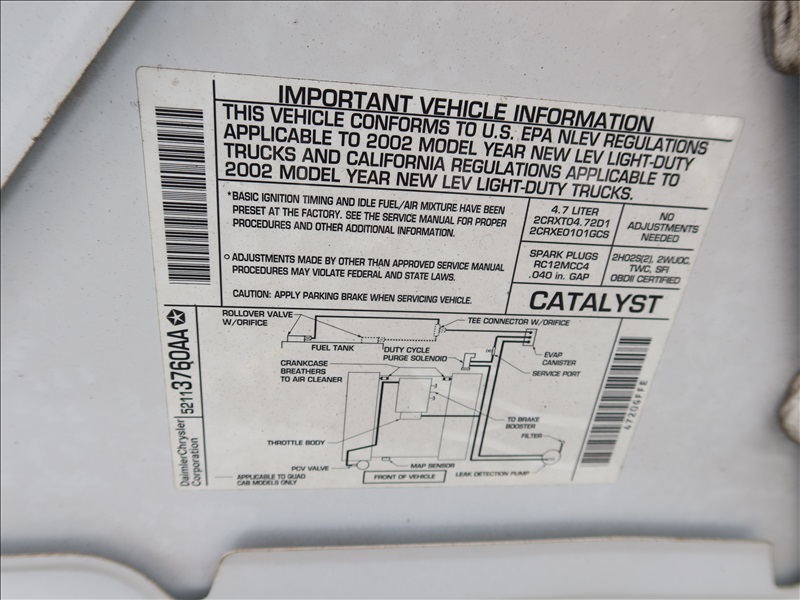 IMPORTANT VEHICLE INFORMATION
THIS VEHICLE CONFORMS TO U.S. EPA NLEV REGULATIONS
APPLICABLE TO 2002 MODEL YEAR NEW LEV LIGHT-DUTY
TRUCKS AND CALIFORNIA REGULATIONS APPLICABLE TO
2002 MODEL YEAR NEW LEV LIGHT-DUTY TRUCKS.
*BASIC IGNITION TIMING AND IDLE FUEL/AIR MIXTURE HAVE BEEN
PRESET AT THE FACTORY. SEE THE SERVICE MANUAL FOR PROPER
PROCEDURES AND OTHER ADDITIONAL INFORMATION.
○ ADJUSTMENTS MADE BY OTHER THAN APPROVED SERVICE MANUAL
PROCEDURES MAY VIOLATE FEDERAL AND STATE LAWS.
CAUTION: APPLY PARKING BRAKE WHEN SERVICING VEHICLE.
4.7 LITER
2CRXT04.72D1
2CRXE0101GCS
NO
ADJUSTMENTS
NEEDED
SPARK PLUGS
RC12MCC4
.040 in. GAP
2HO2S(2), 2WUOC,
TWC, SFI
OBDII CERTIFIED
CATALYST
ROLLOVER VALVE
W/ORIFICE
TEE CONNECTOR W/ORIFICE
FUEL TANK
DUTY CYCLE
PURGE SOLENOID
EVAP
CANISTER
SERVICE PORT
CRANKCASE
BREATHERS
TO AIR CLEANER
TO BRAKE
BOOSTER
FILTER
THROTTLE BODY
PCV VALVE
MAP SENSOR
LEAK DETECTION PUMP
FRONT OF VEHICLE
APPLICABLE TO QUAD
CAB MODELS ONLY
DaimlerChrysler
Corporation
52113760AA
4720GFFE